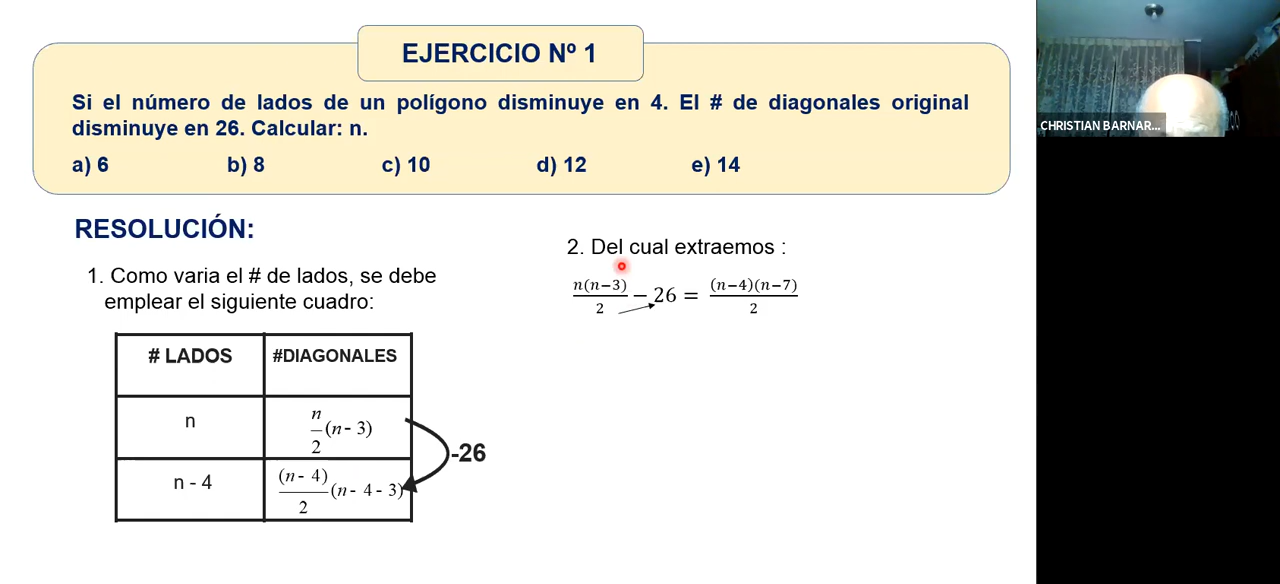 EJERCICIO Nº 1
Si el número de lados de un polígono disminuye en 4. El # de diagonales original
disminuye en 26. Calcular: n.
a) 6 b) 8 c) 10 d) 12 e) 14
CHRISTIAN BARNAR...
RESOLUCIÓN:
1. Como varia el # de lados, se debe
emplear el siguiente cuadro:
# LADOS #DIAGONALES
n n/2 (n - 3)
-26
n - 4 (n - 4)/2 (n - 4 - 3)
2. Del cual extraemos :
n(n−3)/2 − 26 = (n−4)(n−7)/2